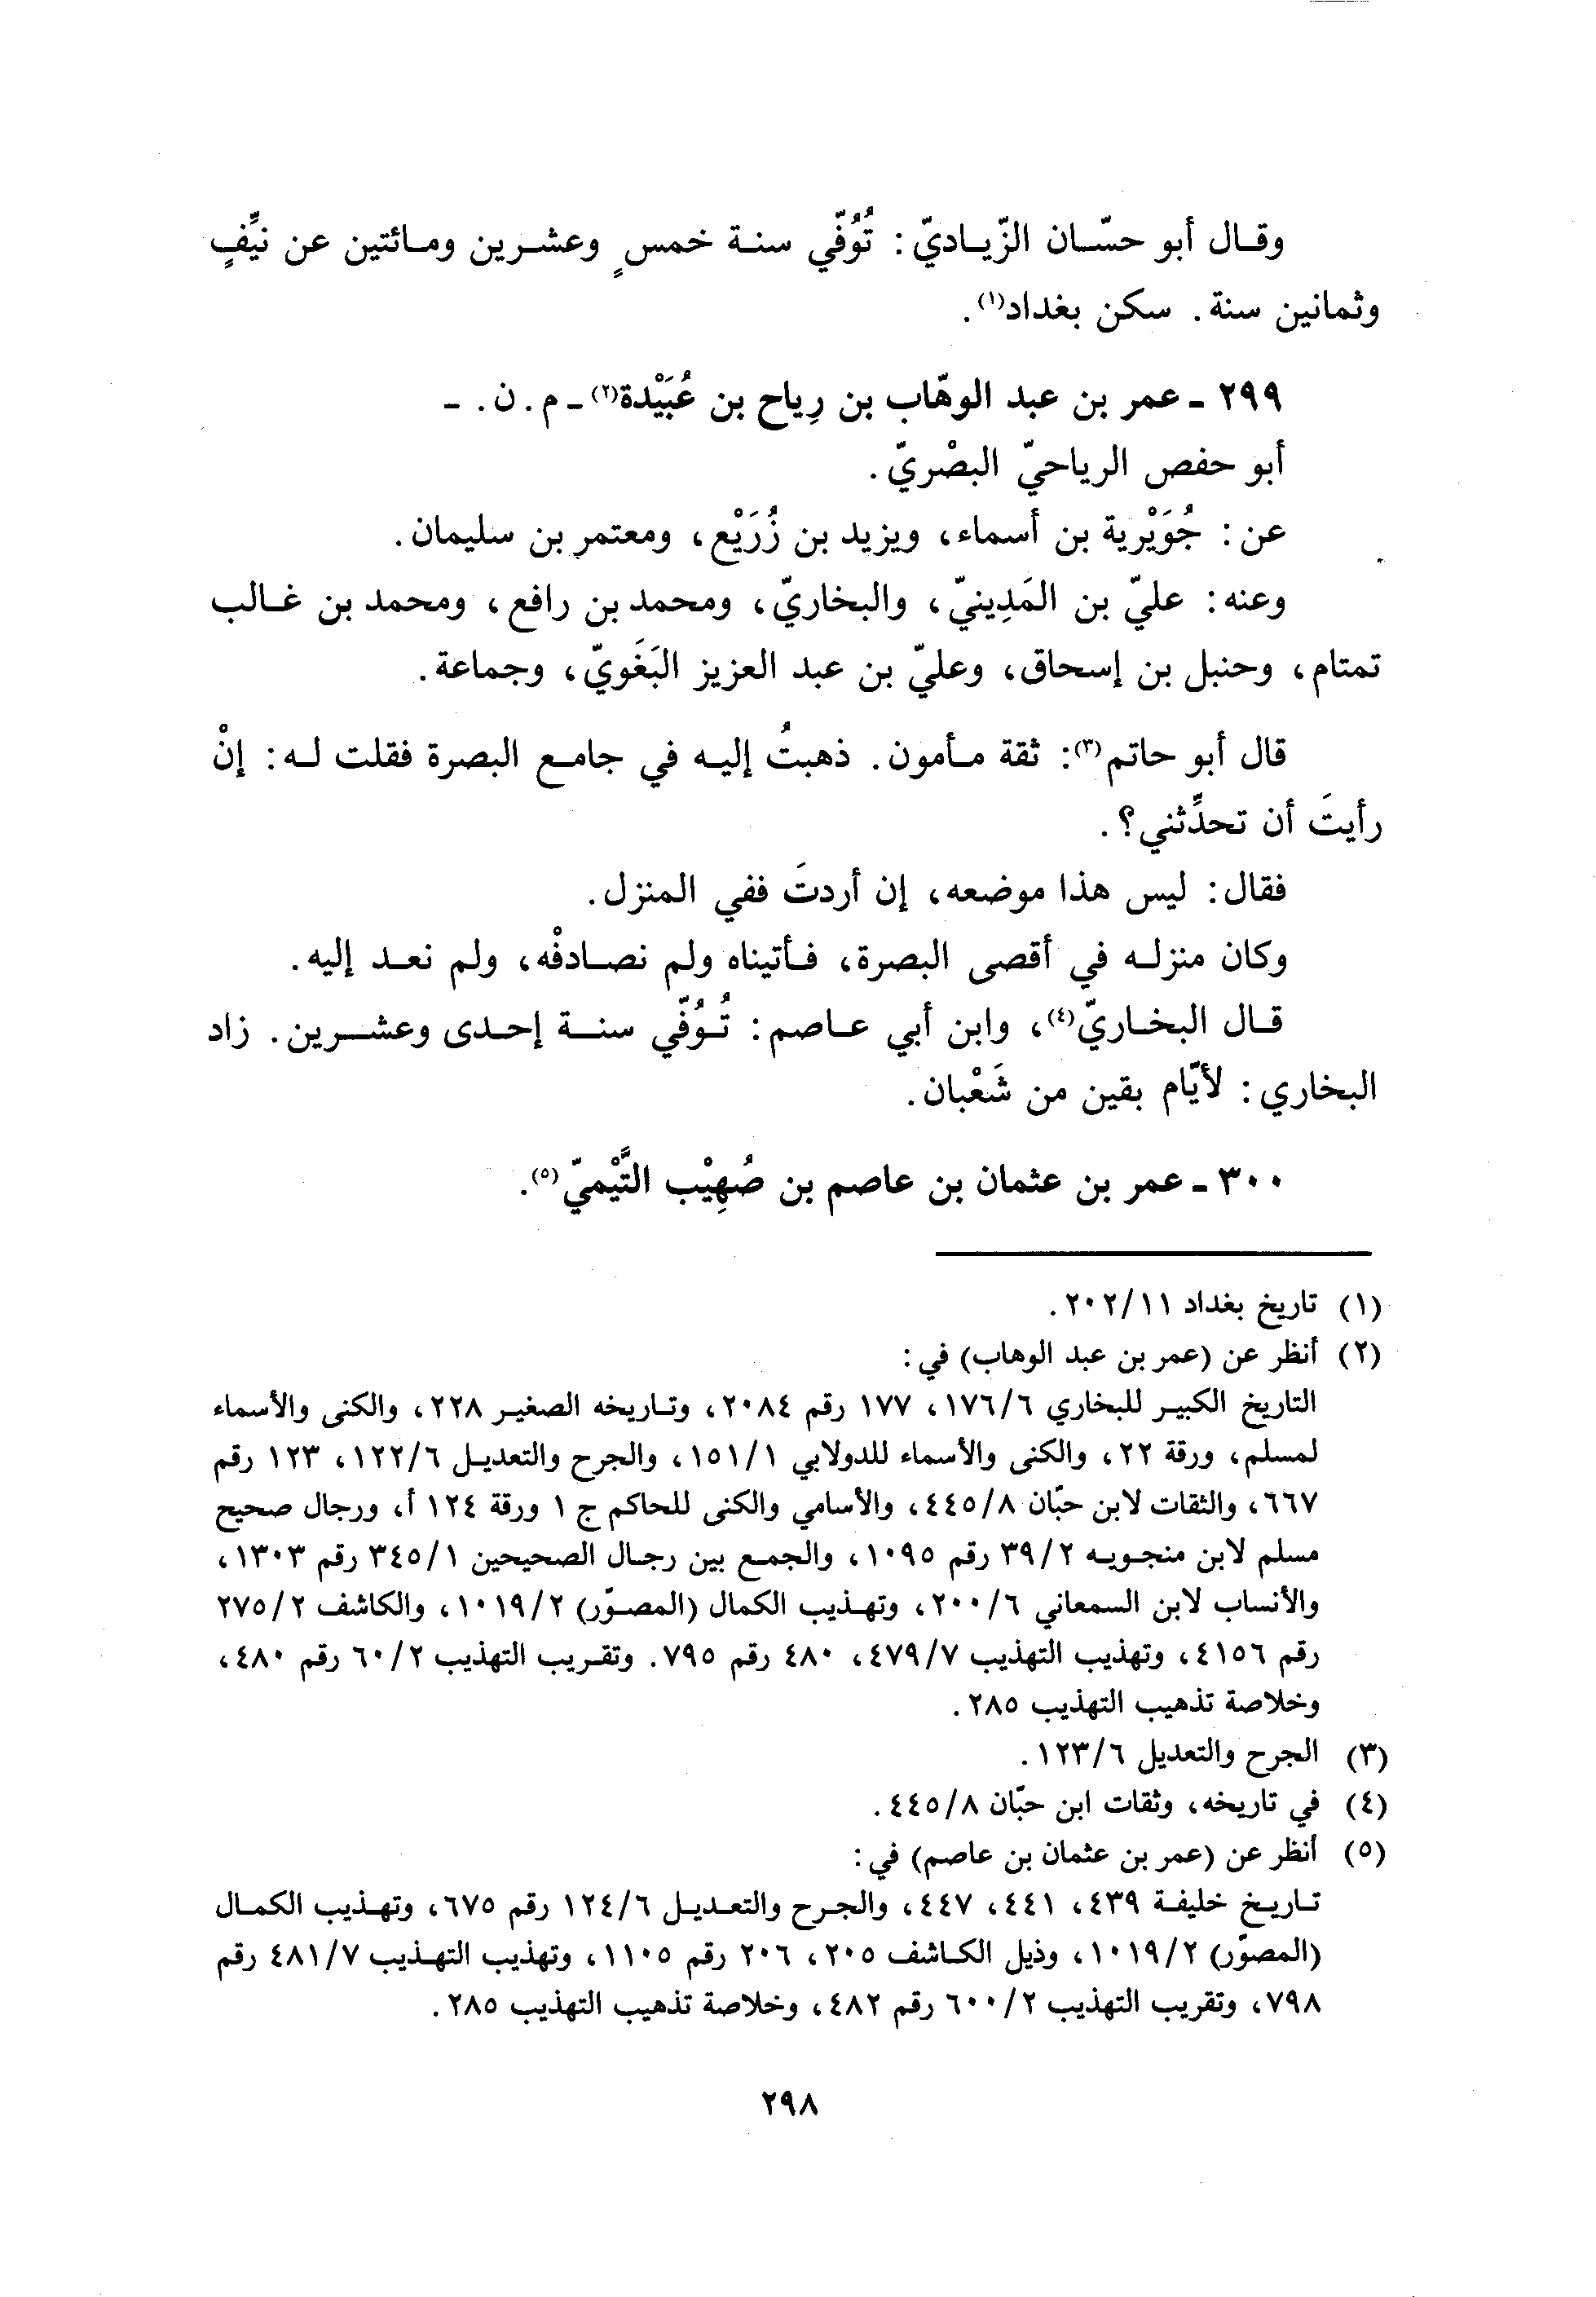 وقال أبو حسّان الزّياديّ: تُوُفّي سنة خمسٍ وعشرين ومائتين عن نيِّفٍ
وثمانين سنة. سكن بغداد(١).
٢٩٩ - عمر بن عبد الوهّاب بن رِياح بن عُبَيْدة(٢) - م. ن. -
أبو حفص الرياحيّ البصْريّ.
عن: جُوَيْرية بن أسماء، ويزيد بن زُرَيْع، ومعتمر بن سليمان.
وعنه: عليّ بن المَدِينيّ، والبخاريّ، ومحمد بن رافع، ومحمد بن غالب
تمتام، وحنبل بن إسحاق، وعليّ بن عبد العزيز البَغَويّ، وجماعة.
قال أبو حاتم(٣): ثقة مأمون. ذهبتُ إليه في جامع البصرة فقلت له: إنْ
رأيتَ أن تحدِّثني؟.
فقال: ليس هذا موضعه، إن أردتَ ففي المنزل.
وكان منزله في أقصى البصرة، فأتيناه ولم نصادفْه، ولم نعد إليه.
قال البخاريّ(٤)، وابن أبي عاصم: تُوُفّي سنة إحدى وعشرين. زاد
البخاري: لأيّام بقين من شَعْبان.
٣٠٠ - عمر بن عثمان بن عاصم بن صُهِيْب التَّيْميّ(٥).
(١) تاريخ بغداد ٢٠٢/١١.
(٢) أنظر عن (عمر بن عبد الوهاب) في:
التاريخ الكبير للبخاري ١٧٦/٦، ١٧٧ رقم ٢٠٨٤، وتاريخه الصغير ٢٢٨، والكنى والأسماء
لمسلم، ورقة ٢٢، والكنى والأسماء للدولابي ١٥١/١، والجرح والتعديل ١٢٢/٦، ١٢٣ رقم
٦٦٧، والثقات لابن حبّان ٤٤٥/٨، والأسامي والكنى للحاكم ج ١ ورقة ١٢٤ أ، ورجال صحيح
مسلم لابن منجويه ٣٩/٢ رقم ١٠٩٥، والجمع بين رجال الصحيحين ٣٤٥/١ رقم ١٣٠٣،
والأنساب لابن السمعاني ٢٠٠/٦، وتهذيب الكمال (المصوّر) ١٠١٩/٢، والكاشف ٢٧٥/٢
رقم ٤١٥٦، وتهذيب التهذيب ٤٧٩/٧، ٤٨٠ رقم ٧٩٥. وتقريب التهذيب ٦٠/٢ رقم ٤٨٠،
وخلاصة تذهيب التهذيب ٢٨٥.
(٣) الجرح والتعديل ١٢٣/٦.
(٤) في تاريخه، وثقات ابن حبّان ٤٤٥/٨.
(٥) أنظر عن (عمر بن عثمان بن عاصم) في:
تاريخ خليفة ٤٣٩، ٤٤١، ٤٤٧، والجرح والتعديل ١٢٤/٦ رقم ٦٧٥، وتهذيب الكمال
(المصوّر) ١٠١٩/٢، وذيل الكاشف ٢٠٥، ٢٠٦ رقم ١١٠٥، وتهذيب التهذيب ٤٨١/٧ رقم
٧٩٨، وتقريب التهذيب ٦٠٠/٢ رقم ٤٨٢، وخلاصة تذهيب التهذيب ٢٨٥.
٢٩٨